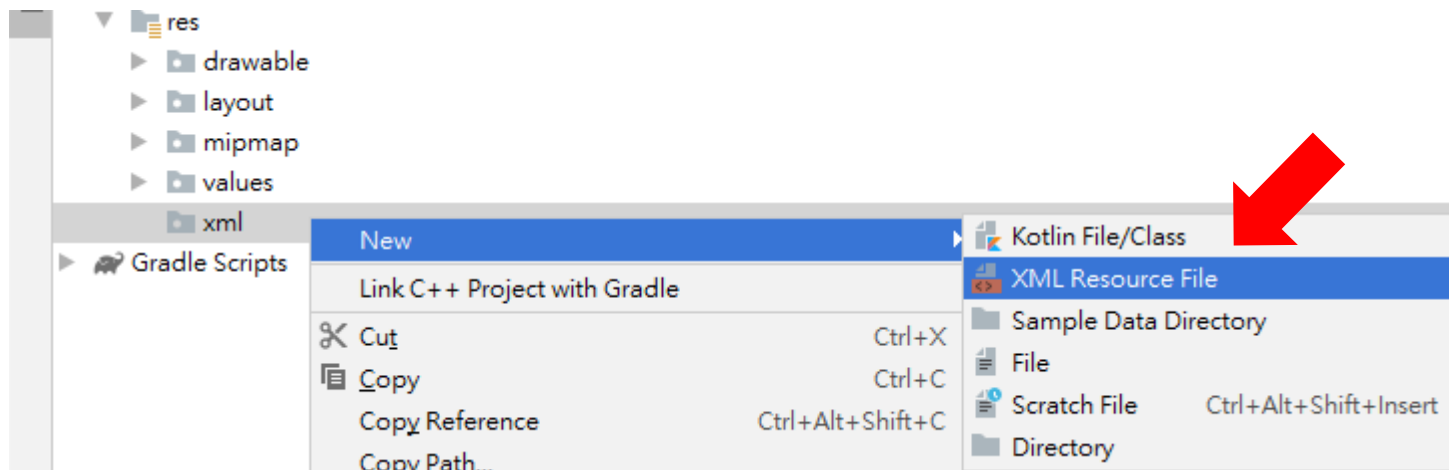 res
drawable
layout
mipmap
values
xml
Gradle Scripts
New
Link C++ Project with Gradle
Cut Ctrl+X
Copy Ctrl+C
Copy Reference Ctrl+Alt+Shift+C
Copy Path...
Kotlin File/Class
XML Resource File
Sample Data Directory
File
Scratch File Ctrl+Alt+Shift+Insert
Directory